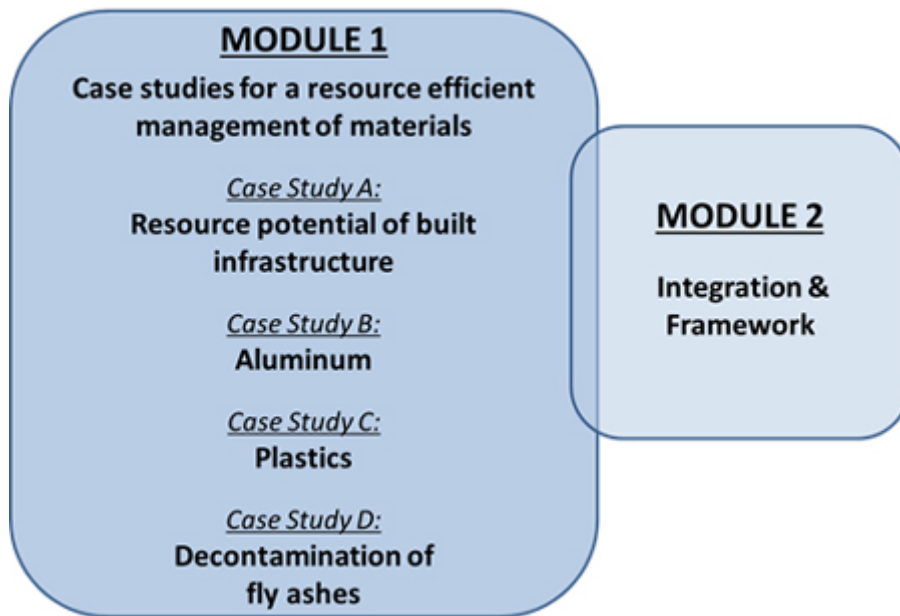 MODULE 1
Case studies for a resource efficient
management of materials
Case Study A:
Resource potential of built
infrastructure
Case Study B:
Aluminum
Case Study C:
Plastics
Case Study D:
Decontamination of
fly ashes
MODULE 2
Integration &
Framework